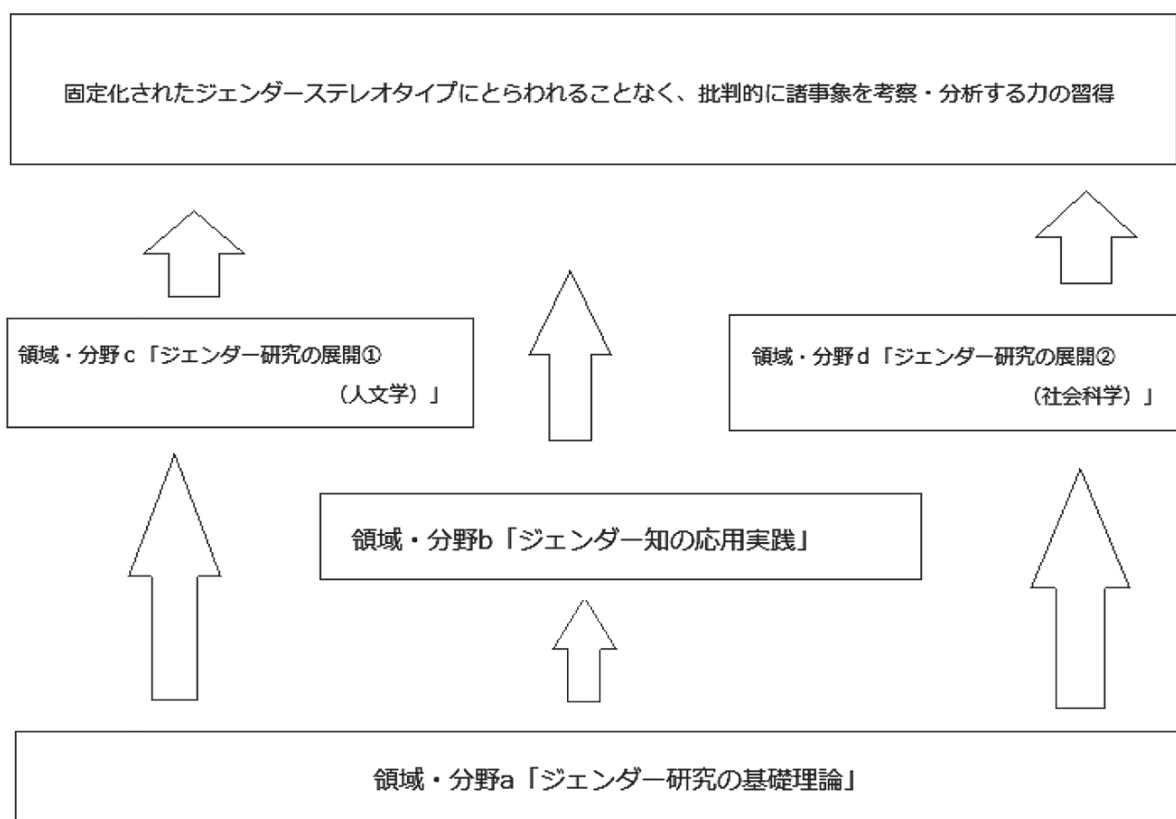 固定化されたジェンダーステレオタイプにとらわれることなく、批判的に諸事象を考察・分析する力の習得
領域・分野ｃ「ジェンダー研究の展開①
（人文学）」
領域・分野ｄ「ジェンダー研究の展開②
（社会科学）」
領域・分野b「ジェンダー知の応用実践」
領域・分野a「ジェンダー研究の基礎理論」